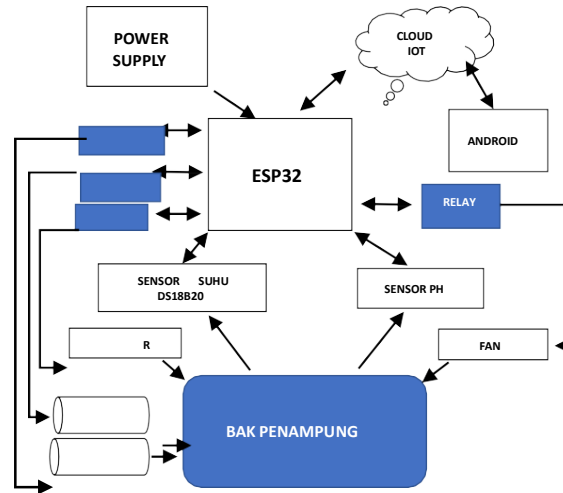 POWER
SUPPLY
CLOUD
IOT
ANDROID
ESP32
RELAY
SENSOR SUHU
DS18B20
SENSOR PH
R
FAN
BAK PENAMPUNG